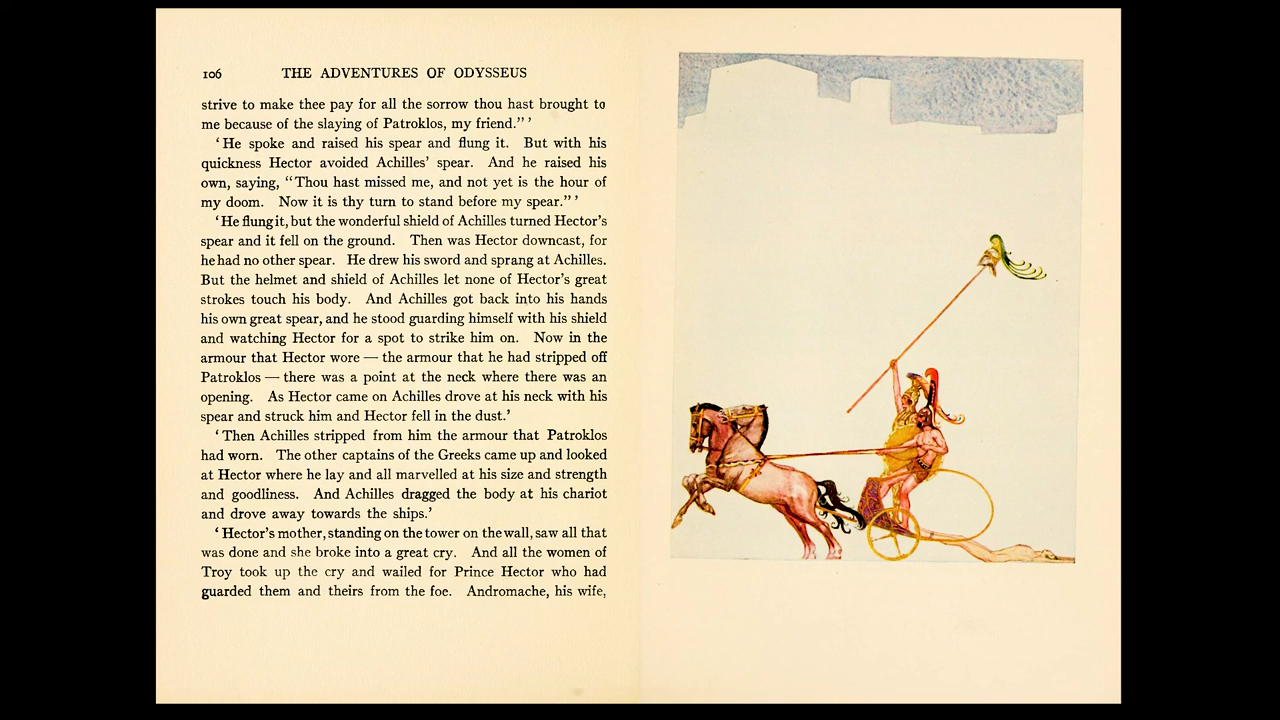 106 THE ADVENTURES OF ODYSSEUS
strive to make thee pay for all the sorrow thou hast brought to
me because of the slaying of Patroklos, my friend.” ’
‘He spoke and raised his spear and flung it. But with his
quickness Hector avoided Achilles’ spear. And he raised his
own, saying, “Thou hast missed me, and not yet is the hour of
my doom. Now it is thy turn to stand before my spear.” ’
‘He flung it, but the wonderful shield of Achilles turned Hector’s
spear and it fell on the ground. Then was Hector downcast, for
he had no other spear. He drew his sword and sprang at Achilles.
But the helmet and shield of Achilles let none of Hector’s great
strokes touch his body. And Achilles got back into his hands
his own great spear, and he stood guarding himself with his shield
and watching Hector for a spot to strike him on. Now in the
armour that Hector wore — the armour that he had stripped off
Patroklos — there was a point at the neck where there was an
opening. As Hector came on Achilles drove at his neck with his
spear and struck him and Hector fell in the dust.’
‘Then Achilles stripped from him the armour that Patroklos
had worn. The other captains of the Greeks came up and looked
at Hector where he lay and all marvelled at his size and strength
and goodliness. And Achilles dragged the body at his chariot
and drove away towards the ships.’
‘Hector’s mother, standing on the tower on the wall, saw all that
was done and she broke into a great cry. And all the women of
Troy took up the cry and wailed for Prince Hector who had
guarded them and theirs from the foe. Andromache, his wife,